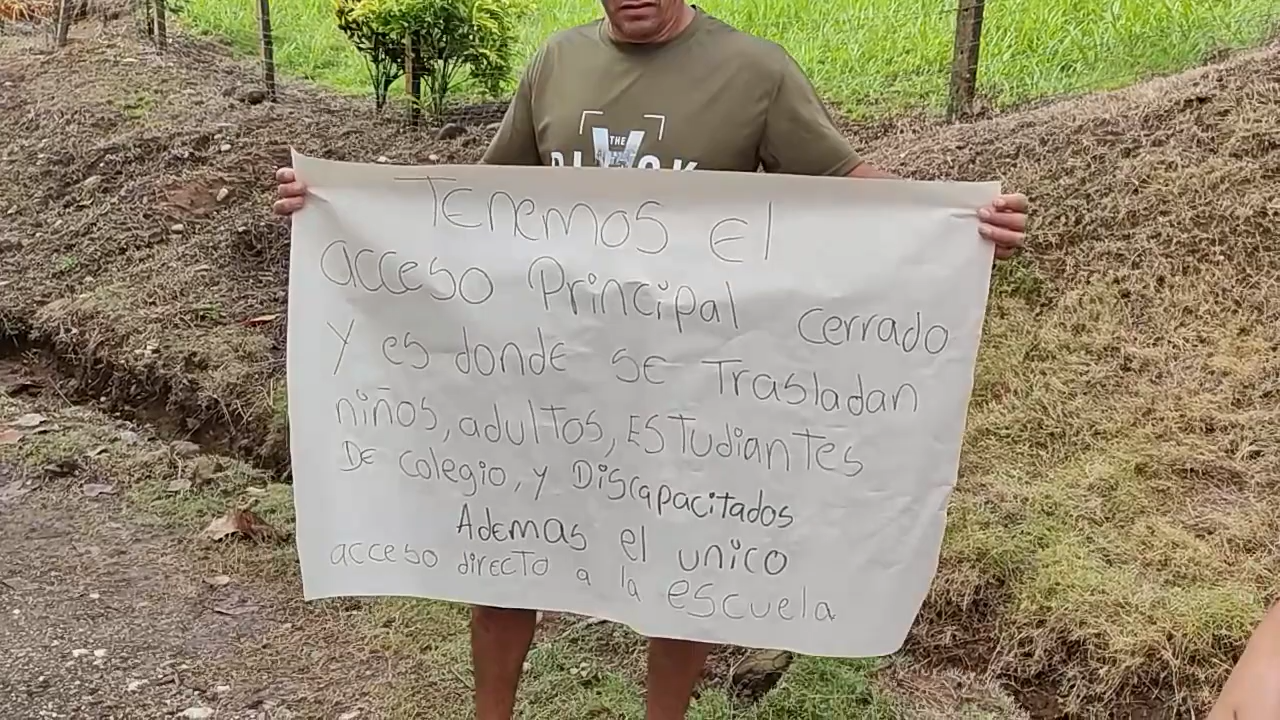 THE
Tenemos El
acceso Principal cerrado
Y es donde se Trasladan
niños, adultos, Estudiantes
De colegio, y Discapacitados
Ademas el unico
acceso directo a la escuela